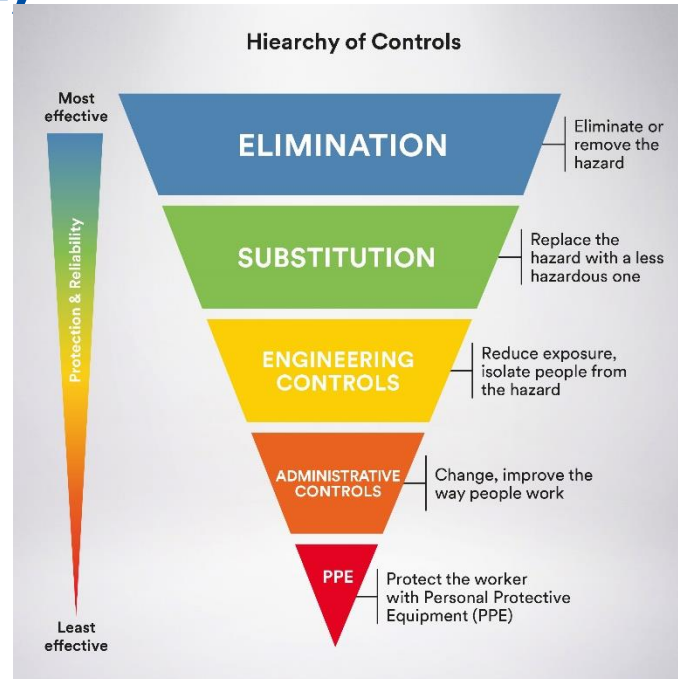 Hiearchy of Controls
Most
effective
Protection & Reliability
Least
effective
ELIMINATION
Eliminate or
remove the
hazard
SUBSTITUTION
Replace the
hazard with a less
hazardous one
ENGINEERING
CONTROLS
Reduce exposure,
isolate people from
the hazard
ADMINISTRATIVE
CONTROLS
Change, improve the
way people work
PPE
Protect the worker
with Personal Protective
Equipment (PPE)